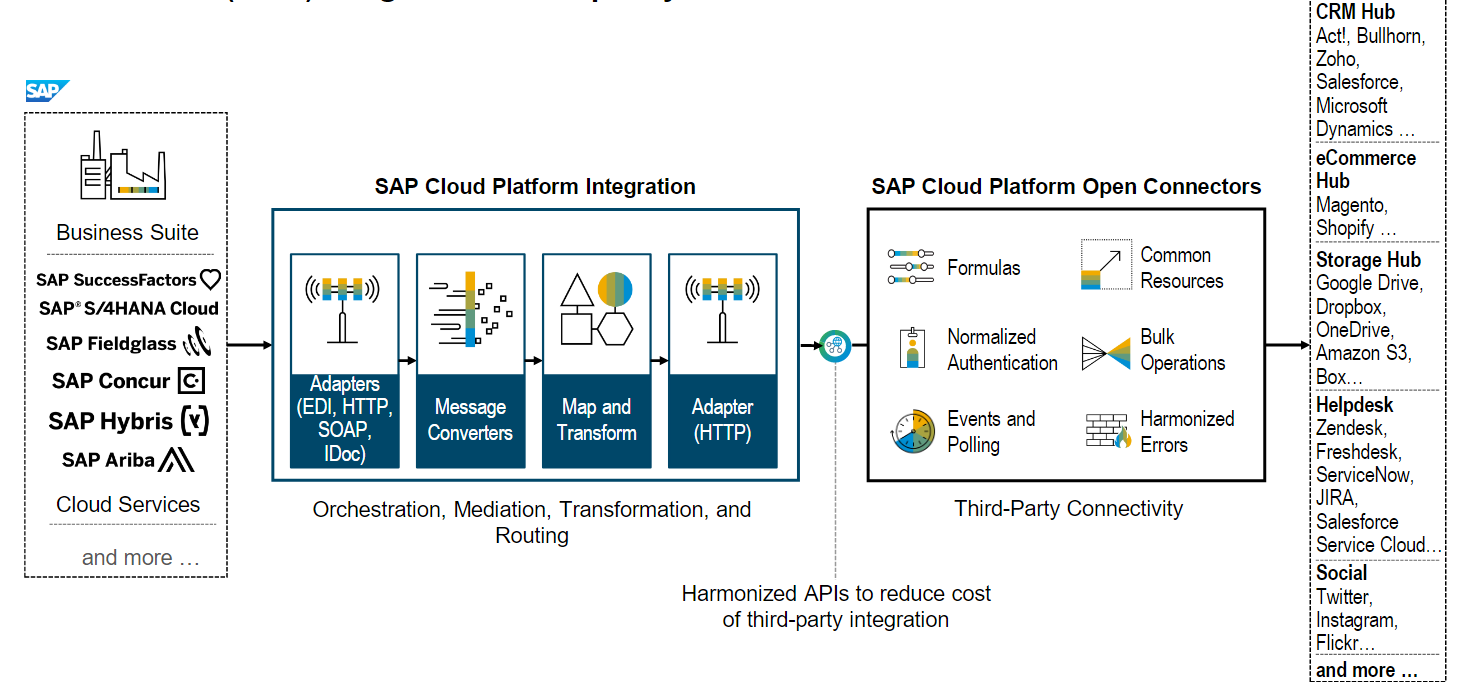 SAP
Business Suite
SAP SuccessFactors
SAP® S/4HANA Cloud
SAP Fieldglass
SAP Concur C
SAP Hybris
SAP Ariba
Cloud Services
and more …
SAP Cloud Platform Integration
Adapters
(EDI, HTTP,
SOAP,
IDoc)
Message
Converters
Map and
Transform
Adapter
(HTTP)
Orchestration, Mediation, Transformation, and
Routing
Harmonized APIs to reduce cost
of third-party integration
SAP Cloud Platform Open Connectors
Formulas
Common
Resources
Normalized
Authentication
Bulk
Operations
Events and
Polling
Harmonized
Errors
Third-Party Connectivity
CRM Hub
Act!, Bullhorn,
Zoho,
Salesforce,
Microsoft
Dynamics …
eCommerce
Hub
Magento,
Shopify …
Storage Hub
Google Drive,
Dropbox,
OneDrive,
Amazon S3,
Box…
Helpdesk
Zendesk,
Freshdesk,
ServiceNow,
JIRA,
Salesforce
Service Cloud…
Social
Twitter,
Instagram,
Flickr…
and more …